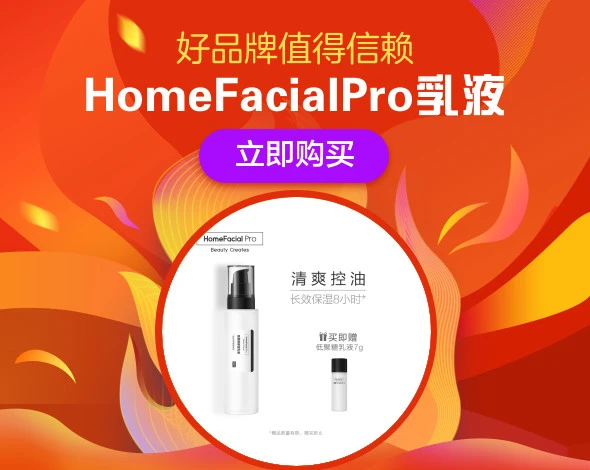 好品牌值得信赖
HomeFacialPro乳液
立即购买
HomeFacial Pro
Beauty Creates
清爽控油
长效保湿8小时*
买即赠
低聚糖乳液7g